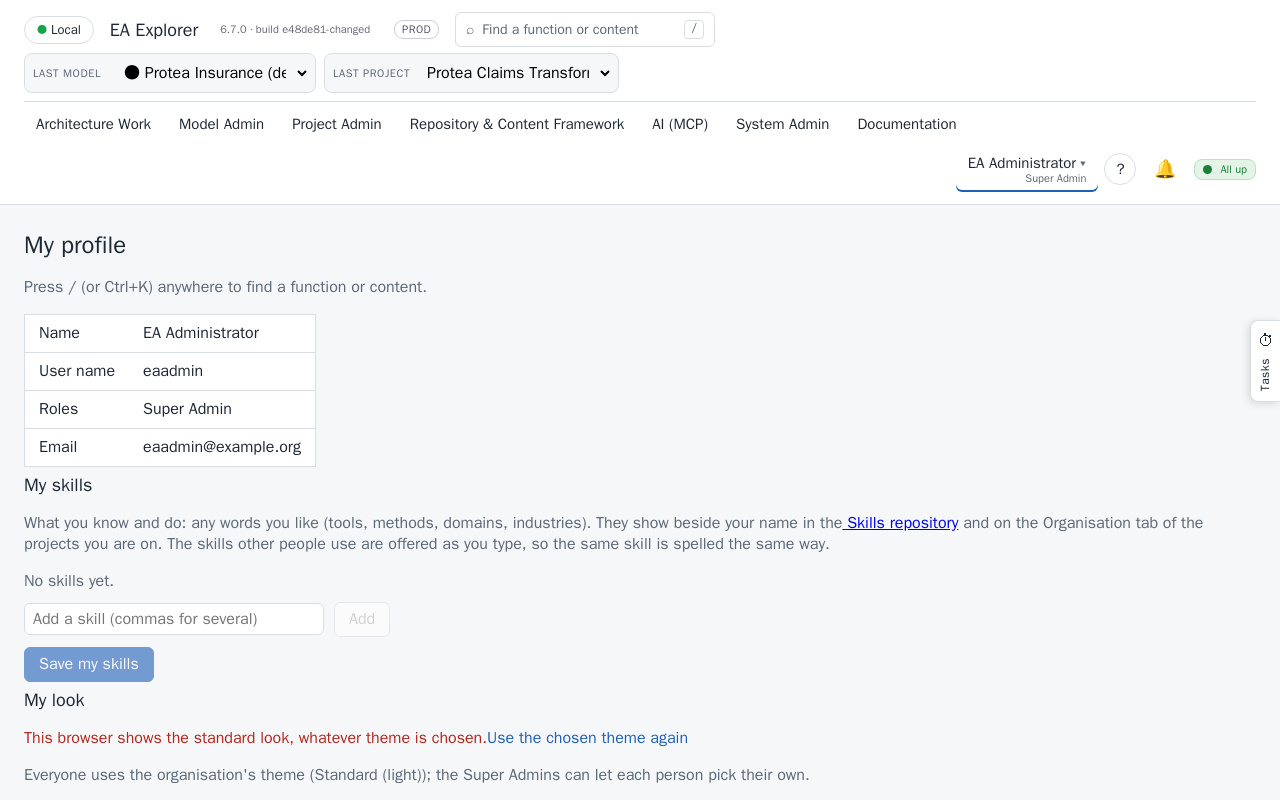 Local
EA Explorer
6.7.0 · build e48de81-changed
PROD
Find a function or content
/
LAST MODEL
Protea Insurance (de
LAST PROJECT
Protea Claims Transfor
Architecture Work
Model Admin
Project Admin
Repository & Content Framework
AI (MCP)
System Admin
Documentation
EA Administrator ▾
Super Admin
?
All up
My profile
Press / (or Ctrl+K) anywhere to find a function or content.
Name EA Administrator
User name eaadmin
Roles Super Admin
Email eaadmin@example.org
Tasks
My skills
What you know and do: any words you like (tools, methods, domains, industries). They show beside your name in the Skills repository and on the Organisation tab of the
projects you are on. The skills other people use are offered as you type, so the same skill is spelled the same way.
No skills yet.
Add a skill (commas for several)
Add
Save my skills
My look
This browser shows the standard look, whatever theme is chosen.Use the chosen theme again
Everyone uses the organisation's theme (Standard (light)); the Super Admins can let each person pick their own.